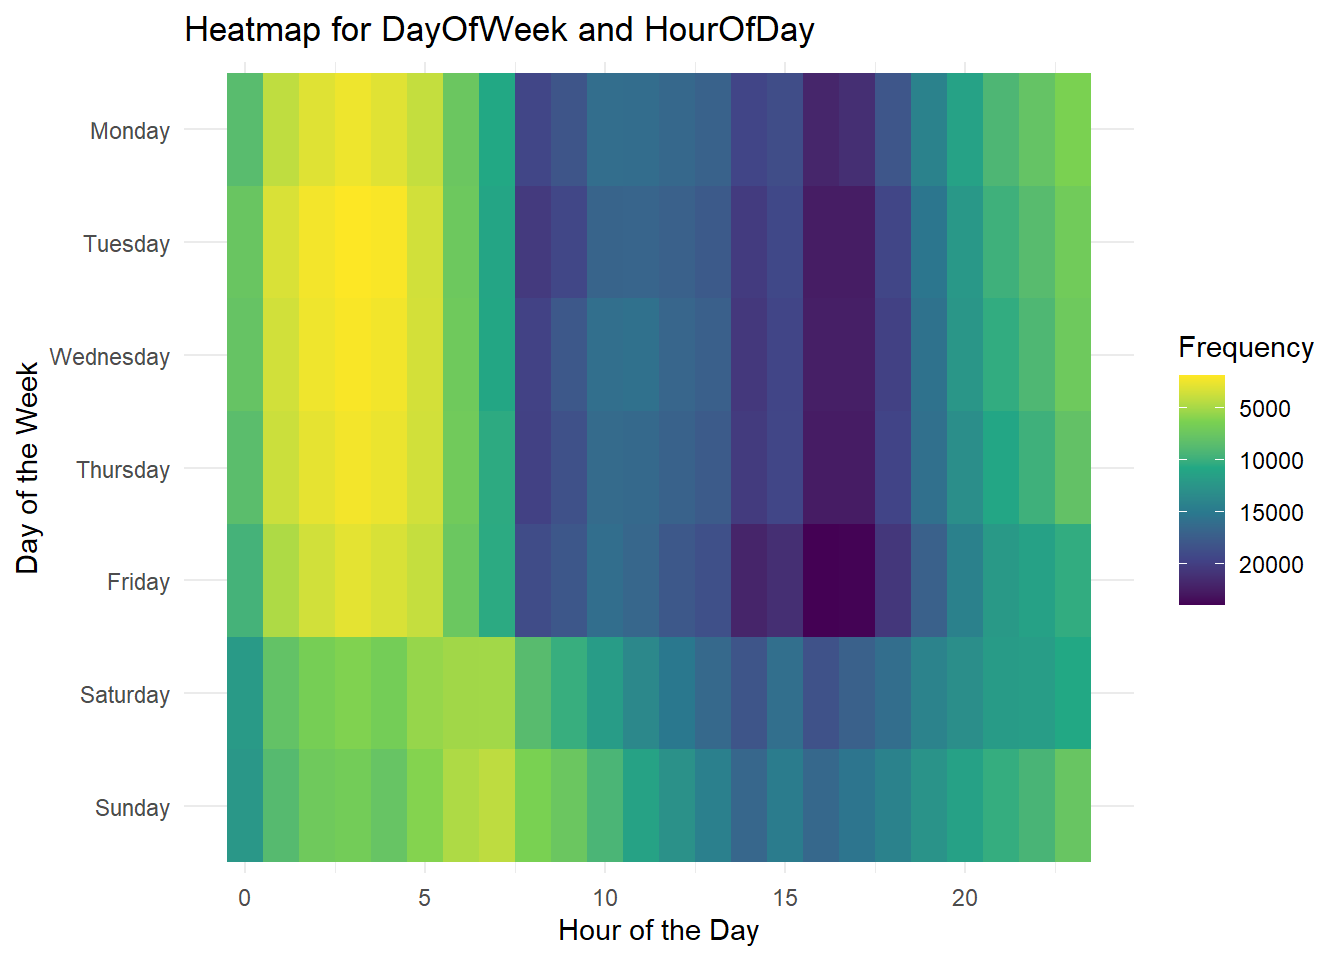 Heatmap for DayOfWeek and HourOfDay
Day of the Week
Monday
Tuesday
Wednesday
Thursday
Friday
Saturday
Sunday
0 5 10 15 20
Hour of the Day
Frequency
5000
10000
15000
20000